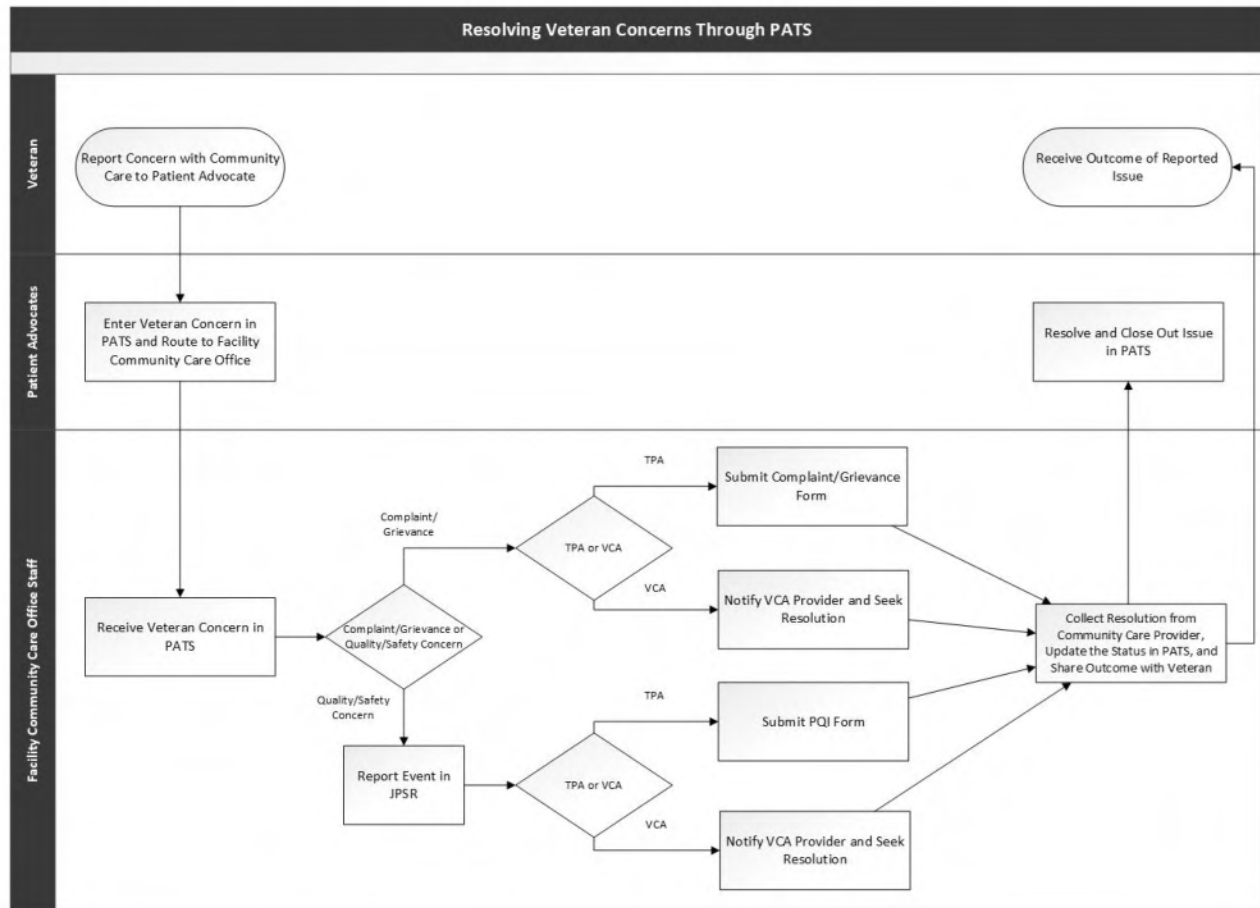 Resolving Veteran Concerns Through PATS
Veteran
Report Concern with Community
Care to Patient Advocate
Receive Outcome of Reported
Issue
Patient Advocates
Enter Veteran Concern in
PATS and Route to Facility
Community Care Office
Resolve and Close Out Issue
in PATS
Facility Community Care Office Staff
Receive Veteran Concern in
PATS
Complaint/Grievance or
Quality/Safety Concern
Complaint/
Grievance
TPA or VCA
TPA
Submit Complaint/Grievance
Form
VCA
Notify VCA Provider and Seek
Resolution
Quality/Safety
Concern
Report Event in
JPSR
TPA or VCA
TPA
Submit PQI Form
VCA
Notify VCA Provider and Seek
Resolution
Collect Resolution from
Community Care Provider,
Update the Status in PATS, and
Share Outcome with Veteran